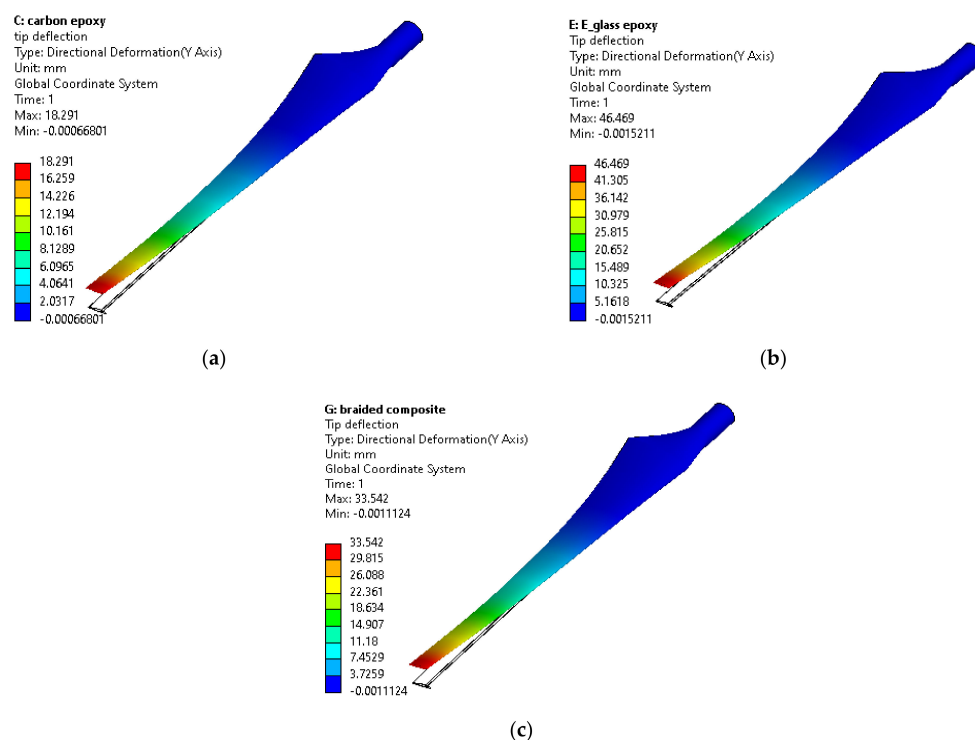 C: carbon epoxy
tip deflection
Type: Directional Deformation(Y Axis)
Unit: mm
Global Coordinate System
Time: 1
Max: 18.291
Min: -0.00066801
18.291
16.259
14.226
12.194
10.161
8.1289
6.0965
4.0641
2.0317
-0.00066801
(a)
E: E_glass epoxy
Tip deflection
Type: Directional Deformation(Y Axis)
Unit: mm
Global Coordinate System
Time: 1
Max: 46.469
Min: -0.0015211
46.469
41.305
36.142
30.979
25.815
20.652
15.489
10.325
5.1618
-0.0015211
(b)
G: braided composite
Tip deflection
Type: Directional Deformation(Y Axis)
Unit: mm
Global Coordinate System
Time: 1
Max: 33.542
Min: -0.0011124
33.542
29.815
26.088
22.361
18.634
14.907
11.18
7.4529
3.7259
-0.0011124
(c)